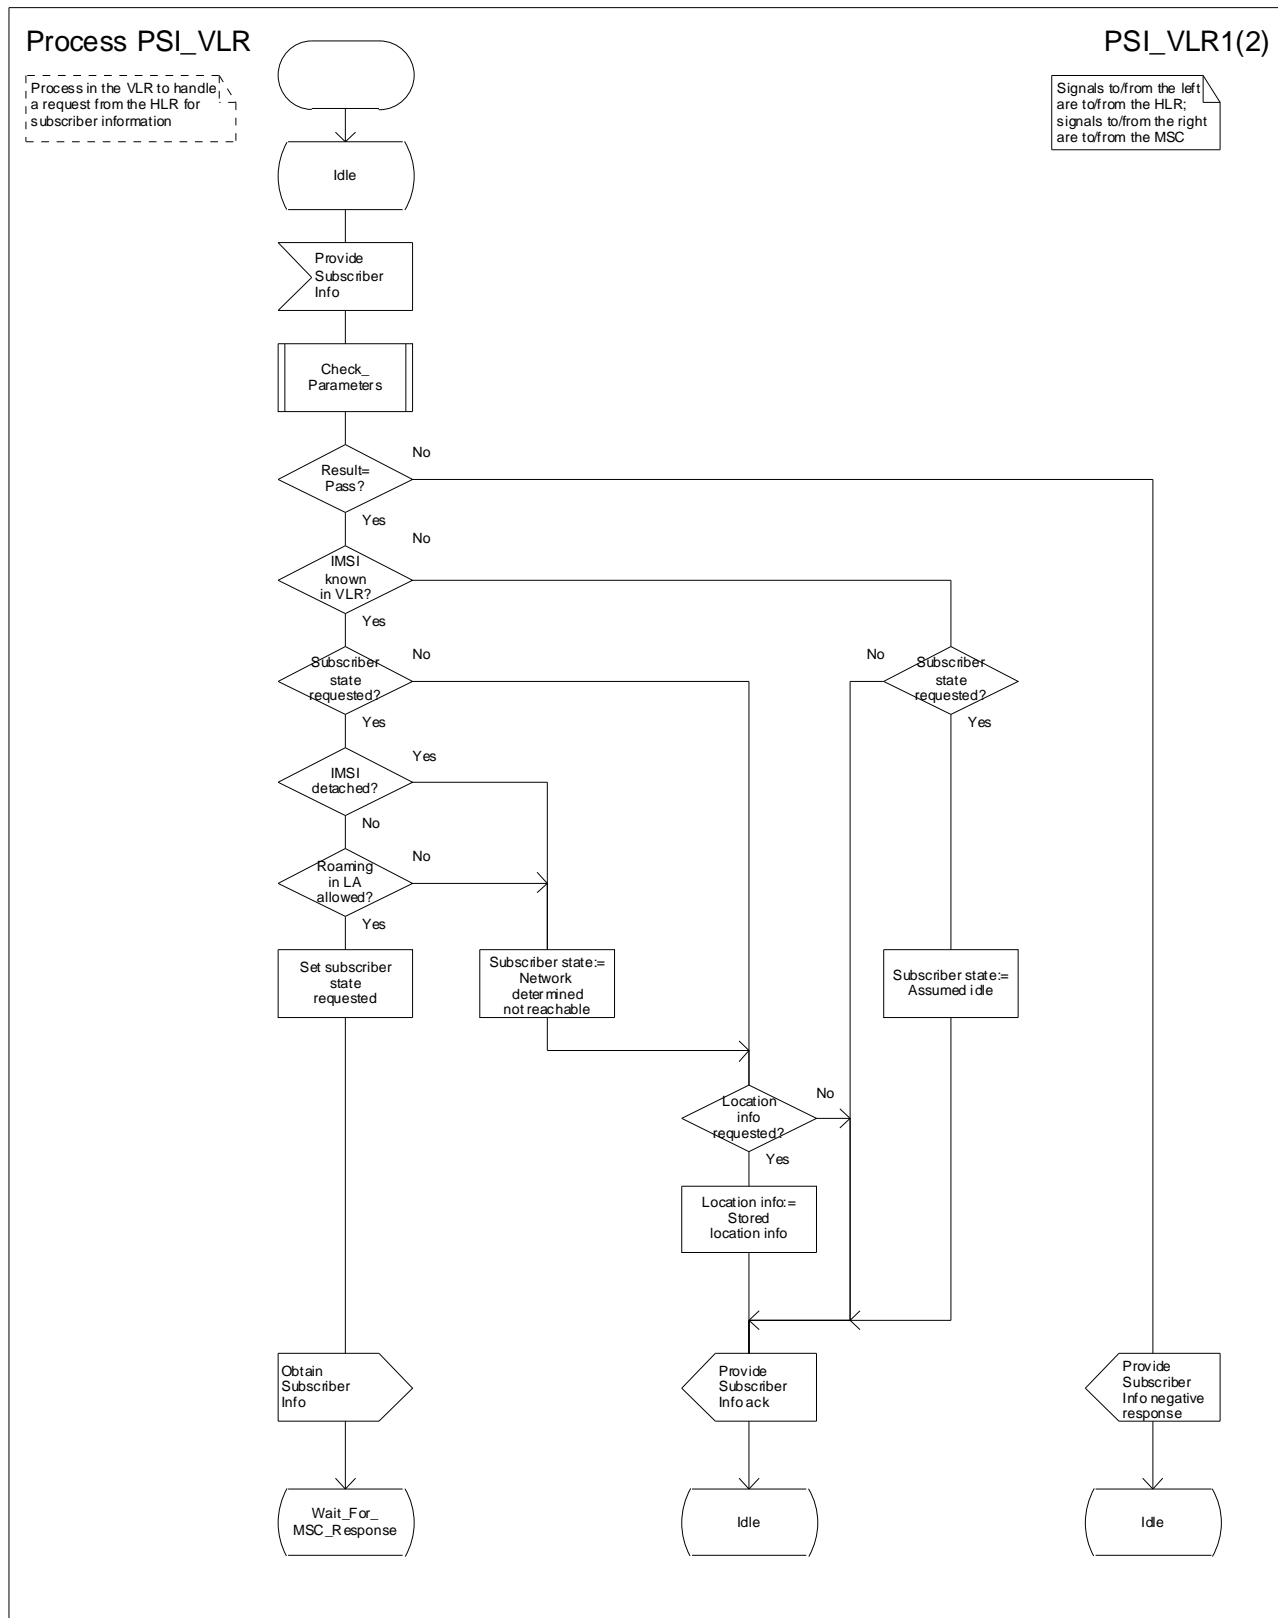 Process PSI_VLR
PSI_VLR1(2)
Process in the VLR to handle
a request from the HLR for
subscriber information
Signals to/from the left
are to/from the HLR;
signals to/from the right
are to/from the MSC
Idle
Provide
Subscriber
Info
Check_
Parameters
No
Result=
Pass?
Yes
No
IMSI
known
in VLR?
Yes
Subscriber
state
requested?
No
No
Subscriber
state
requested?
Yes
Yes
IMSI
detached?
Yes
No
Roaming
in LA
allowed?
No
Yes
Set subscriber
state
requested
Subscriber state:=
Network
determined
not reachable
Subscriber state:=
Assumed idle
Location
info
requested?
No
Yes
Location info:=
Stored
location info
Obtain
Subscriber
Info
Provide
Subscriber
Info ack
Provide
Subscriber
Info negative
response
Wait_For_
MSC_Response
Idle
Idle